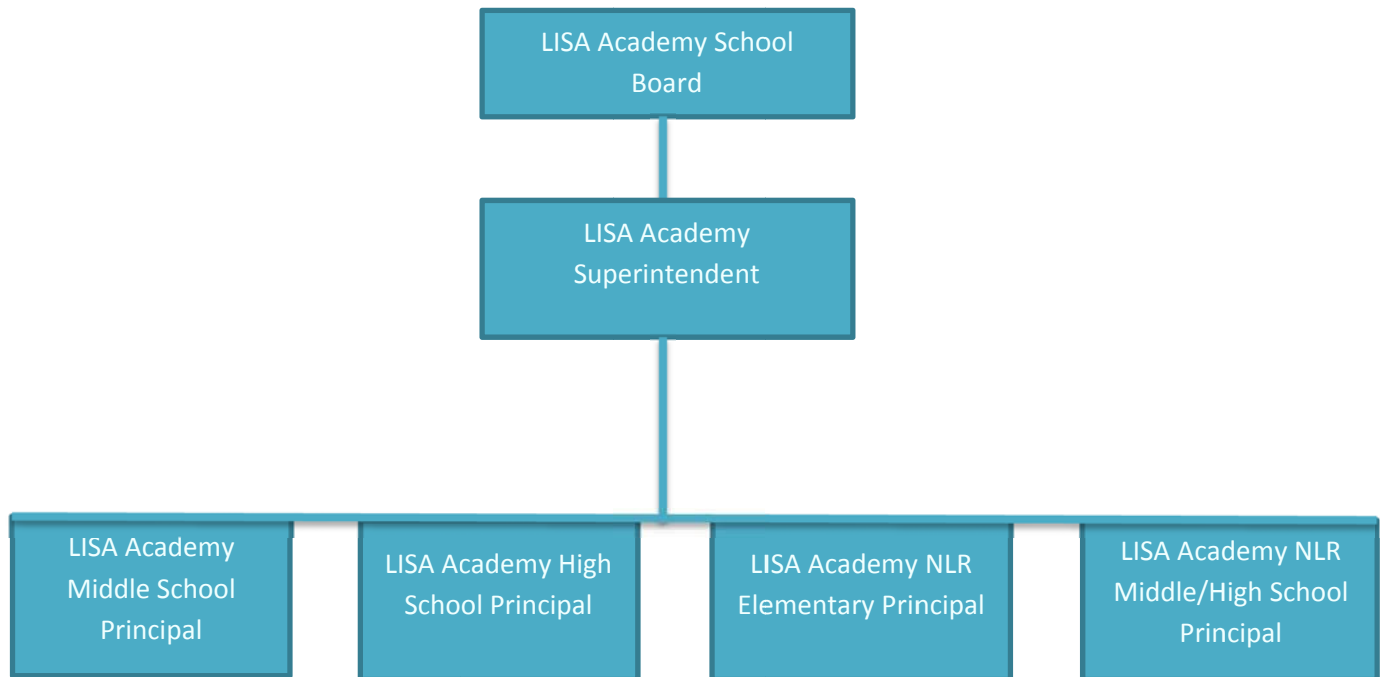 LISA Academy School
Board
LISA Academy
Superintendent
LISA Academy
Middle School
Principal
LISA Academy High
School Principal
LISA Academy NLR
Elementary Principal
LISA Academy NLR
Middle/High School
Principal